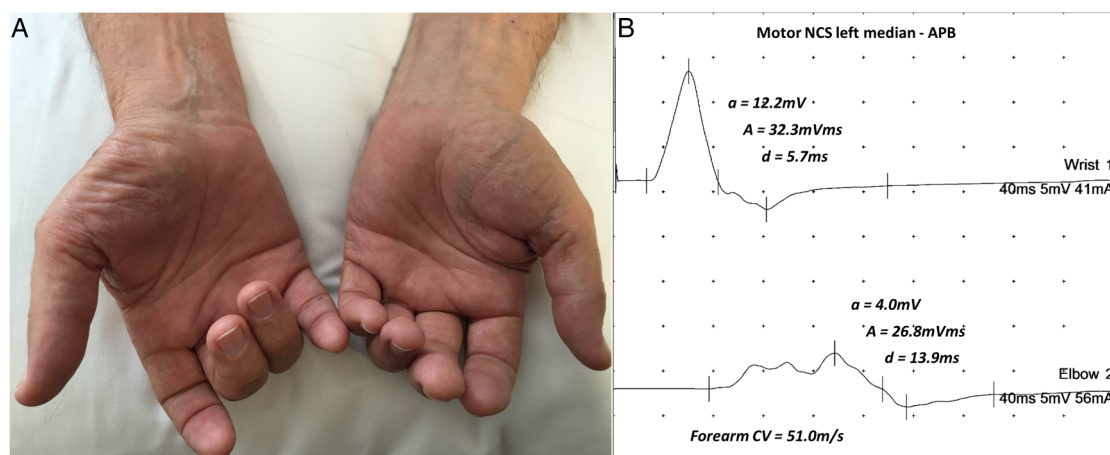 A
B
Motor NCS left median - APB
a = 12.2mV
A = 32.3mVms
d = 5.7ms
Wrist 1
40ms 5mV 41mA
a = 4.0mV
A = 26.8mVms
d = 13.9ms
Elbow 2
40ms 5mV 56mA
Forearm CV = 51.0m/s